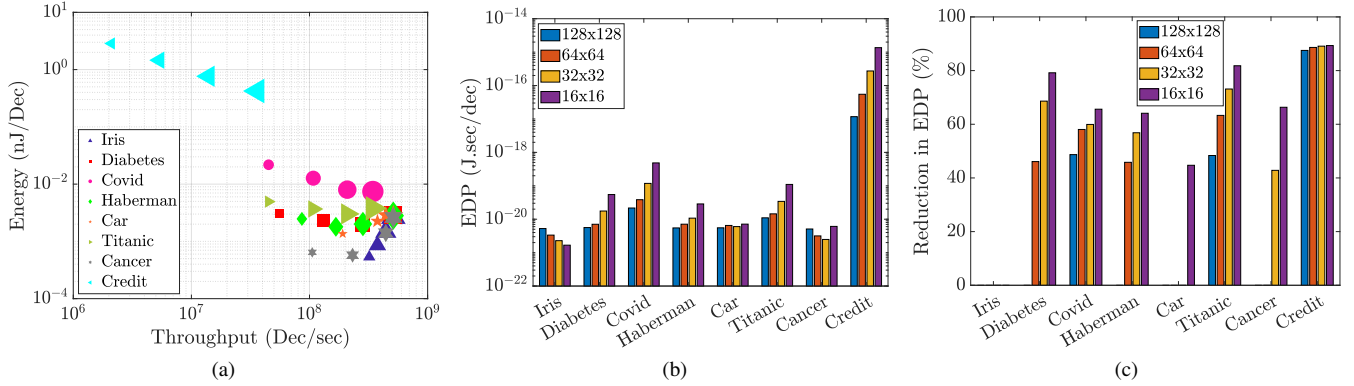 10^1
10^0
10^-2
10^-4
Energy (nJ/Dec)
Iris
Diabetes
Covid
Haberman
Car
Titanic
Cancer
Credit
10^6
10^7
10^8
10^9
Throughput (Dec/sec)
(a)
10^-14
10^-16
10^-18
10^-20
10^-22
EDP (J.sec/dec)
128x128
64x64
32x32
16x16
Iris
Diabetes
Covid
Haberman
Car
Titanic
Cancer
Credit
(b)
100
80
60
40
20
0
Reduction in EDP (%)
128x128
64x64
32x32
16x16
Iris
Diabetes
Covid
Haberman
Car
Titanic
Cancer
Credit
(c)